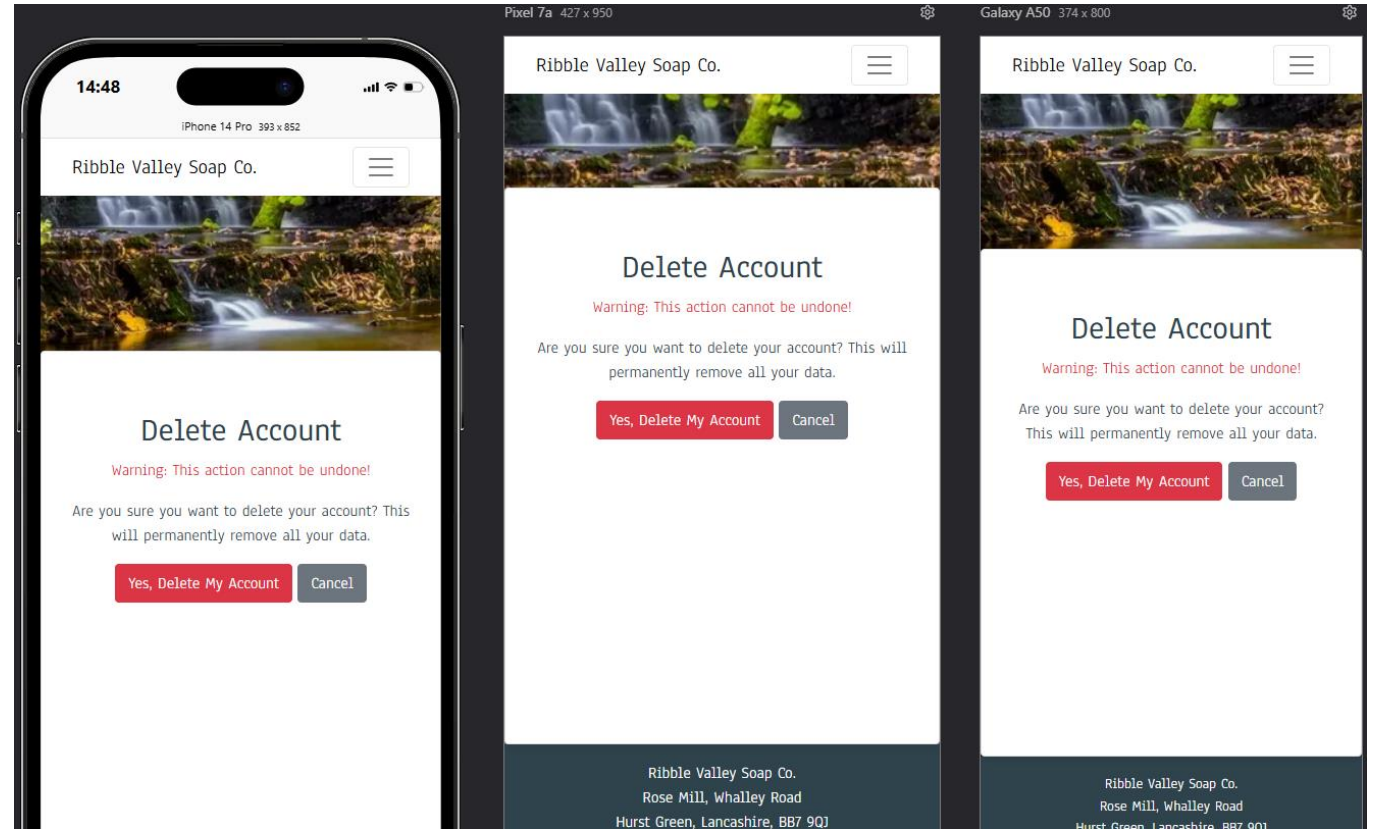 14:48
iPhone 14 Pro 393 x 852
Ribble Valley Soap Co.
Delete Account
Warning: This action cannot be undone!
Are you sure you want to delete your account? This
will permanently remove all your data.
Yes, Delete My Account
Cancel
Pixel 7a 427 x 950
Ribble Valley Soap Co.
Delete Account
Warning: This action cannot be undone!
Are you sure you want to delete your account? This will
permanently remove all your data.
Yes, Delete My Account
Cancel
Ribble Valley Soap Co.
Rose Mill, Whalley Road
Hurst Green, Lancashire, BB7 9QJ
Galaxy A50 374 x 800
Ribble Valley Soap Co.
Delete Account
Warning: This action cannot be undone!
Are you sure you want to delete your account?
This will permanently remove all your data.
Yes, Delete My Account
Cancel
Ribble Valley Soap Co.
Rose Mill, Whalley Road
Hurst Green, Lancashire, BB7 9QJ